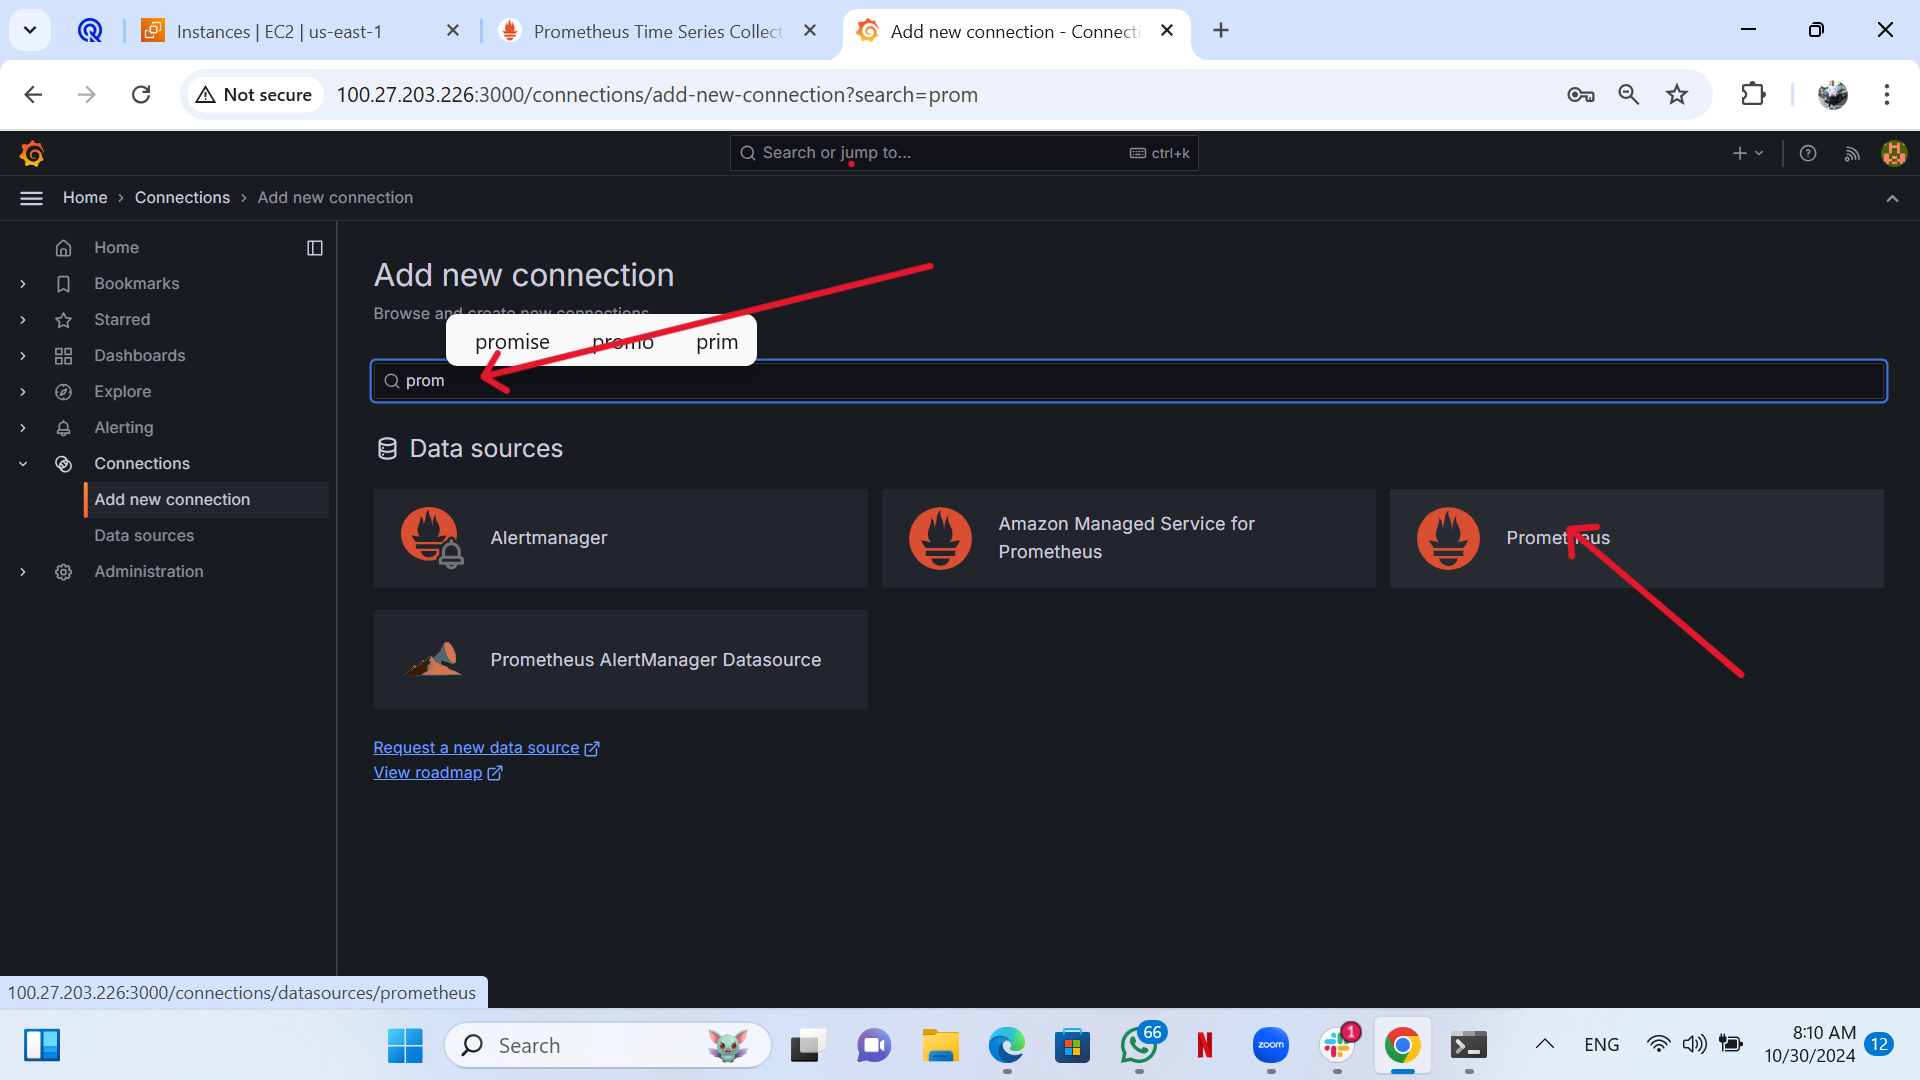 Instances | EC2 | us-east-1
Prometheus Time Series Collect
Add new connection - Connecti
Not secure
100.27.203.226:3000/connections/add-new-connection?search=prom
Search or jump to...
ctrl+k
Home › Connections › Add new connection
Home
Bookmarks
Starred
Dashboards
Explore
Alerting
Connections
Add new connection
Data sources
Administration
Add new connection
Browse and create new connections
promise promo prim
prom
Data sources
Alertmanager
Amazon Managed Service for
Prometheus
Prometheus
Prometheus AlertManager Datasource
Request a new data source
View roadmap
100.27.203.226:3000/connections/datasources/prometheus
Search
66
N
zoom
1
ENG
8:10 AM
10/30/2024
12